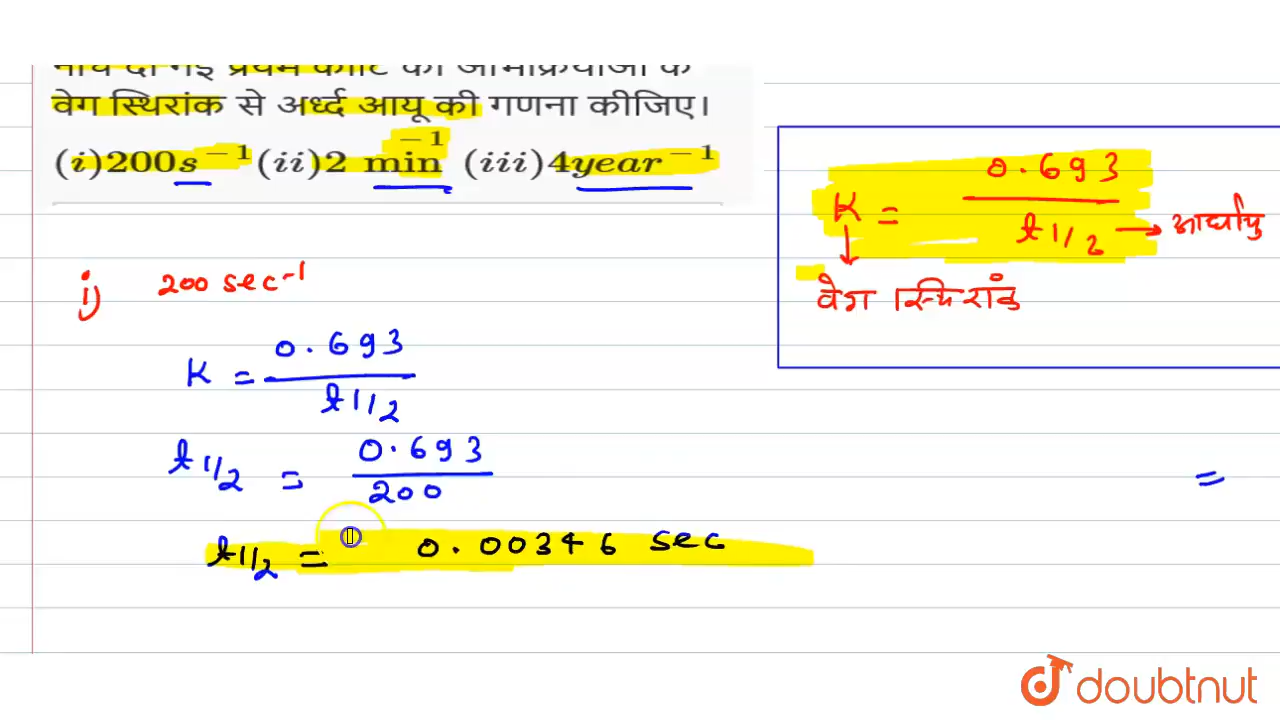 वेग स्थिरांक से अर्ध्द आयू की गणना कीजिए।
(i)200s⁻¹(ii)2 min⁻¹ (iii)4year⁻¹
K = 0.693 / t1/2 → आर्धायु
वेग स्थिरांक
i) 200 sec⁻¹
K = 0.693 / t1/2
t1/2 = 0.693 / 200
=
t1/2 = 0.00346 sec
doubtnut